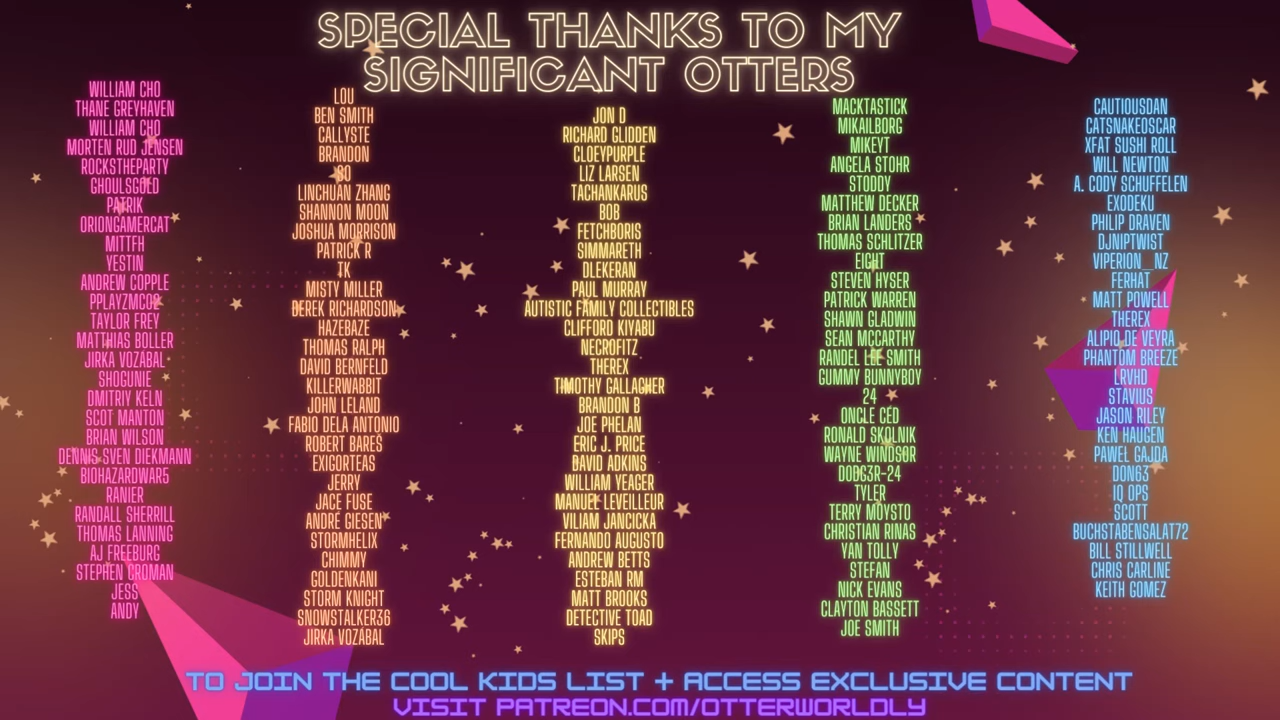 SPECIAL THANKS TO MY
SIGNIFICANT OTTERS
WILLIAM CHO
THANE GREYHAVEN
WILLIAM CHO
MORTEN RUD JENSEN
ROCKSTHEPARTY
GHOULSGOLD
PATRIK
ORIONGAMERCAT
MITTFH
YESTIN
ANDREW COPPLE
PPLAYZMC02
TAYLOR FREY
MATTHIAS BOLLER
JIRKA VOZÁBAL
SHOGUNIE
DMITRIY KELN
SCOT MANTON
BRIAN WILSON
DENNIS SVEN DIEKMANN
BIOHAZARDWAR5
RANIER
RANDALL SHERRILL
THOMAS LANNING
AJ FREEBURG
STEPHEN CROMAN
JESS
ANDY
LOU
BEN SMITH
CALLYSTE
BRANDON
BO
LINCHUAN ZHANG
SHANNON MOON
JOSHUA MORRISON
PATRICK R
TK
MISTY MILLER
DEREK RICHARDSON
HAZEBAZE
THOMAS RALPH
DAVID BERNFELD
KILLERWABBIT
JOHN LELAND
FABIO DELA ANTONIO
ROBERT BAREŠ
EXIGORTEAS
JERRY
JACE FUSE
ANDRÉ GIESEN
STORMHELIX
CHIMMY
GOLDENKANI
STORM KNIGHT
SNOWSTALKER36
JIRKA VOZÁBAL
JON D
RICHARD GLIDDEN
CLOEYPURPLE
LIZ LARSEN
TACHANKARUS
BOB
FETCHBORIS
SIMMARETH
DLEKERAN
PAUL MURRAY
AUTISTIC FAMILY COLLECTIBLES
CLIFFORD KIYABU
NECROFITZ
THEREX
TIMOTHY GALLAGHER
BRANDON B
JOE PHELAN
ERIC J. PRICE
DAVID ADKINS
WILLIAM YEAGER
MANUEL LEVEILLEUR
VILIAM JANCICKA
FERNANDO AUGUSTO
ANDREW BETTS
ESTEBAN RM
MATT BROOKS
DETECTIVE TOAD
SKIPS
MACKTASTICK
MIKAILBORG
MIKEYT
ANGELA STOHR
STODDY
MATTHEW DECKER
BRIAN LANDERS
THOMAS SCHLITZER
EIGHT
STEVEN HYSER
PATRICK WARREN
SHAWN GLADWIN
SEAN MCCARTHY
RANDEL LEE SMITH
GUMMY BUNNYBOY
24
ONCLE CED
RONALD SKOLNIK
WAYNE WINDSOR
DODG3R-24
TYLER
TERRY MOYSTO
CHRISTIAN RINAS
YAN TOLLY
STEFAN
NICK EVANS
CLAYTON BASSETT
JOE SMITH
CAUTIOUSDAN
CATSNAKEOSCAR
XFAT SUSHI ROLL
WILL NEWTON
A. CODY SCHUFFELEN
EXODEKU
PHILIP DRAVEN
DJNIPTWIST
VIPERION_NZ
FERHAT
MATT POWELL
THEREX
ALIPIO DE VEYRA
PHANTOM BREEZE
LRVHD
STAVIUS
JASON RILEY
KEN HAUGEN
PAWEL GAJDA
DON63
IQ OPS
SCOTT
BUCHSTABENSALAT72
BILL STILLWELL
CHRIS CARLINE
KEITH GOMEZ
TO JOIN THE COOL KIDS LIST + ACCESS EXCLUSIVE CONTENT
VISIT PATREON.COM/OTTERWORLDLY